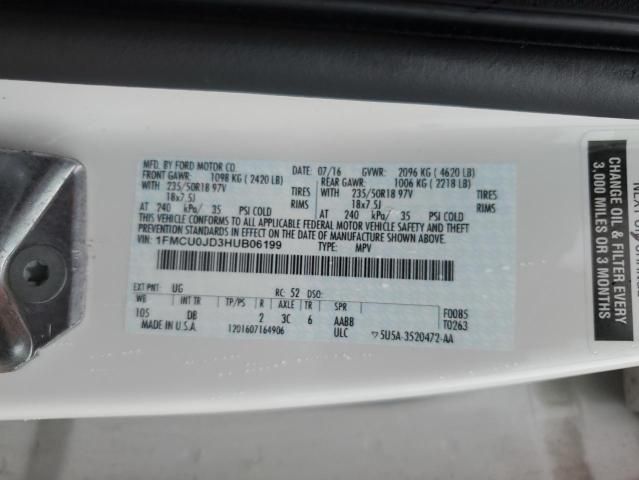 MFD. BY FORD MOTOR CO.
07/16 GVWR: 2096 KG ( 4620 LB)
FRONT GAWR: 1098 KG ( 2420 LB) REAR GAWR: 1006 KG ( 2218 LB)
WITH 235/50R18 97V TIRES WITH 235/50R18 97V TIRES
18x7.5J RIMS 18x7.5J RIMS
AT 240 kPa/ 35 PSI COLD AT 240 kPa/ 35 PSI COLD
THIS VEHICLE CONFORMS TO ALL APPLICABLE FEDERAL MOTOR VEHICLE SAFETY AND THEFT
PREVENTION STANDARDS IN EFFECT ON THE DATE OF MANUFACTURE SHOWN ABOVE.
VIN: 1FMCU0JD3HUB06199
TYPE: MPV
EXT PNT: UG RC: 52 DSO:
WB INT TR TP/PS R AXLE TR SPR
105 DB 2 3C 6 AABB
F0085
T0263
MADE IN U.S.A. 1201607164906 ULC 5U5A-3520472-AA
CHANGE OIL & FILTER EVERY
3,000 MILES OR 3 MONTHS